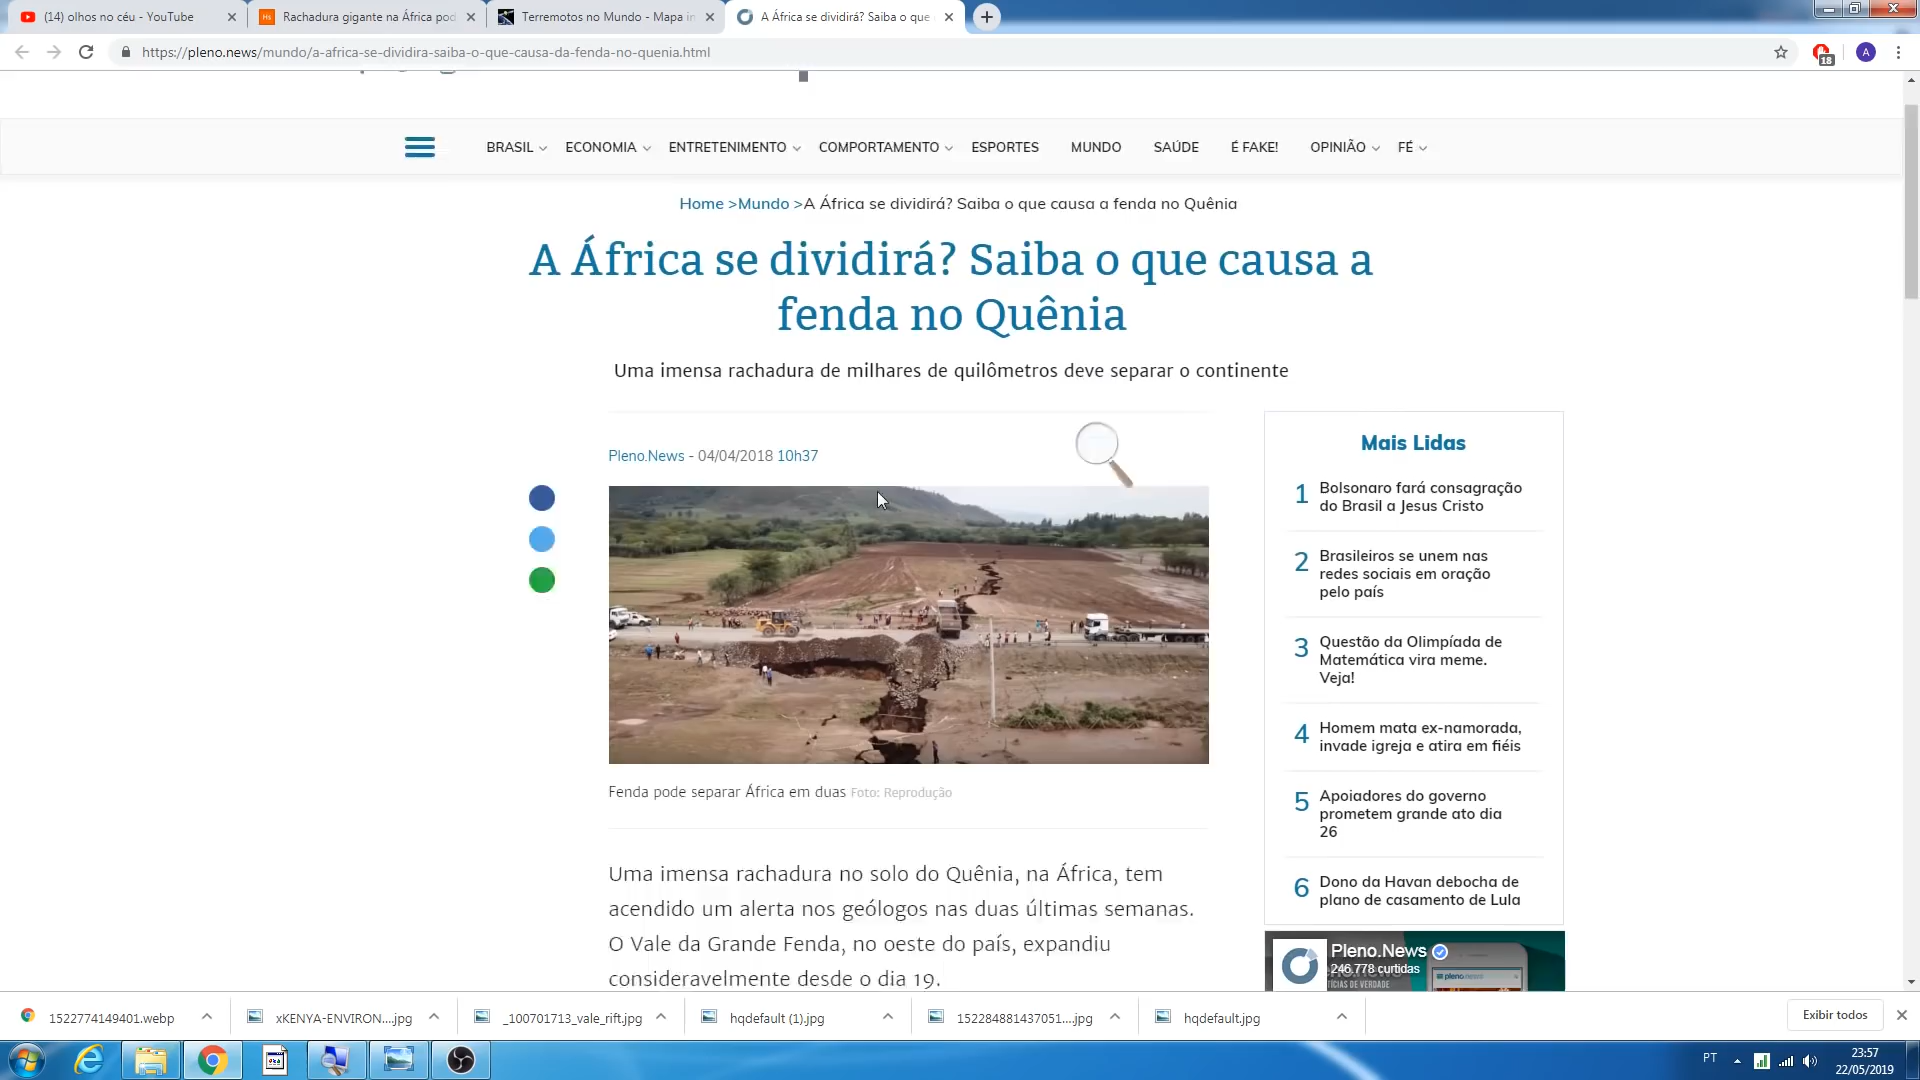 (14) olhos no céu - YouTube
Rachadura gigante na África pod
Terremotos no Mundo - Mapa in
A África se dividirá? Saiba o que
https://pleno.news/mundo/a-africa-se-dividira-saiba-o-que-causa-da-fenda-no-quenia.html
18
A
BRASIL
ECONOMIA
ENTRETENIMENTO
COMPORTAMENTO
ESPORTES
MUNDO
SAÚDE
É FAKE!
OPINIÃO
FÉ
Home >Mundo >A África se dividirá? Saiba o que causa a fenda no Quênia
A África se dividirá? Saiba o que causa a
fenda no Quênia
Uma imensa rachadura de milhares de quilômetros deve separar o continente
Pleno.News - 04/04/2018 10h37
Fenda pode separar África em duas Foto: Reprodução
Uma imensa rachadura no solo do Quênia, na África, tem
acendido um alerta nos geólogos nas duas últimas semanas.
O Vale da Grande Fenda, no oeste do país, expandiu
consideravelmente desde o dia 19.
Mais Lidas
1 Bolsonaro fará consagração
do Brasil a Jesus Cristo
2 Brasileiros se unem nas
redes sociais em oração
pelo país
3 Questão da Olimpíada de
Matemática vira meme.
Veja!
4 Homem mata ex-namorada,
invade igreja e atira em fiéis
5 Apoiadores do governo
prometem grande ato dia
26
6 Dono da Havan debocha de
plano de casamento de Lula
Pleno.News
246.778 curtidas
1522774149401.webp
xKENYA-ENVIRON....jpg
_100701713_vale_rift.jpg
hqdefault (1).jpg
152284881437051....jpg
hqdefault.jpg
Exibir todos
PT
23:57
22/05/2019